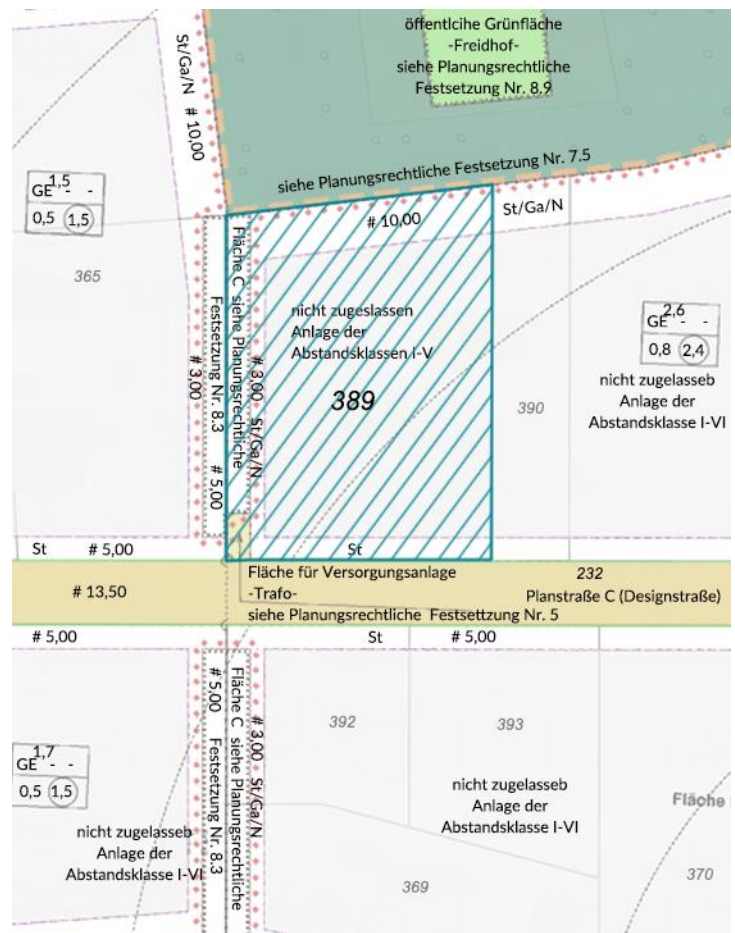 öffentlcihe Grünfläche
-Freidhof-
siehe Planungsrechtliche
Festsetzung Nr. 8.9
St/Ga/N # 10,00
siehe Planungsrechtliche Festsetzung Nr. 7.5
1,5
GE - -
0,5 1,5
365
# 10,00
St/Ga/N
Fläche C siehe Planungsrechtliche
Festsetzung Nr. 8.3
# 3,00
# 5,00
# 3,00 St/Ga/N
nicht zugeslassen
Anlage der
Abstandsklassen I-V
389
390
2,6
GE - -
0,8 2,4
nicht zugelasseb
Anlage der
Abstandsklasse I-VI
St # 5,00
St
# 13,50
Fläche für Versorgungsanlage
-Trafo-
siehe Planungsrechtliche Festsettzung Nr. 5
232
Planstraße C (Designstraße)
# 5,00
St # 5,00
Fläche C siehe Planungsrechtliche
# 5,00 Festsetzung Nr. 8.3
# 3,00 St/Ga/N
392
393
1,7
GE - -
0,5 1,5
nicht zugelasseb
Anlage der
Abstandsklasse I-VI
nicht zugelasseb
Anlage der
Abstandsklasse I-VI
Fläche
369
370